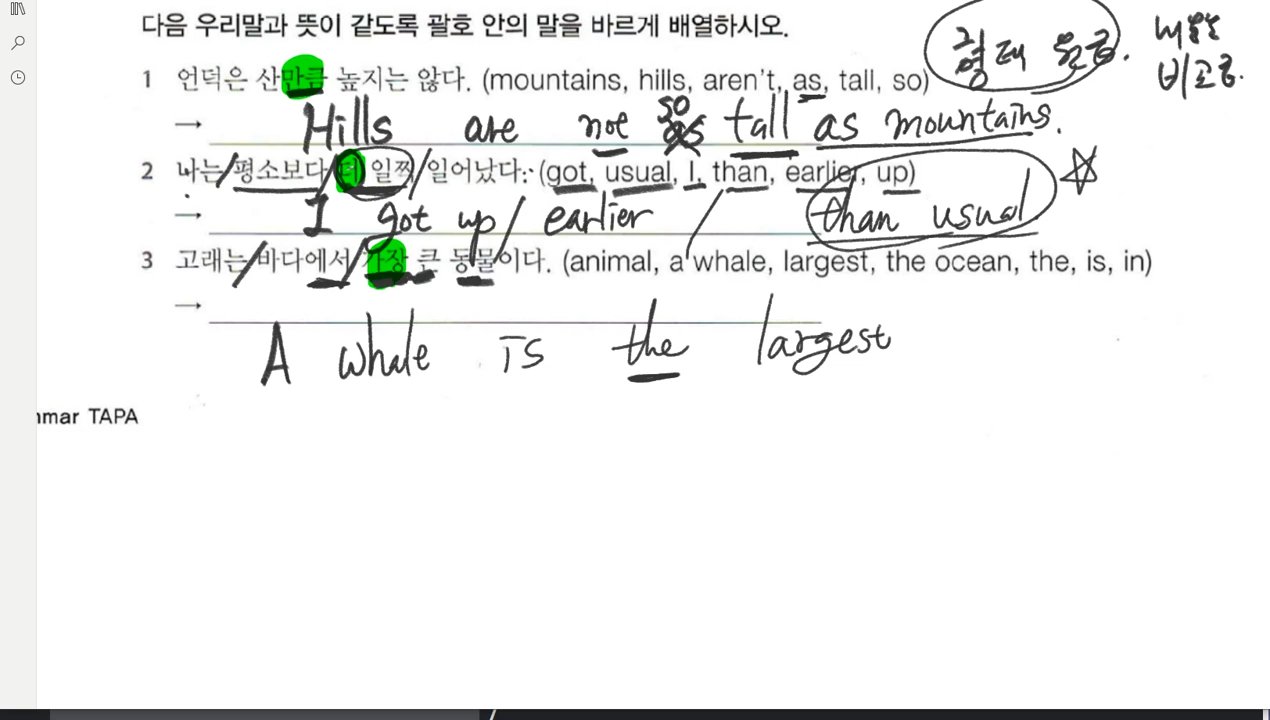 다음 우리말과 뜻이 같도록 괄호 안의 말을 바르게 배열하시오.
형태 원급.
내용은
비교급.
1 언덕은 산만큼 높지는 않다. (mountains, hills, aren't, as, tall, so)
→ Hills are not so as tall as mountains.
2 나는/평소보다/더 일찍/일어났다. (got, usual, I, than, earlier, up)
→ I got up / earlier / than usual
3 고래는/바다에서/가장 큰 동물이다. (animal, a whale, largest, the ocean, the, is, in)
→
A whale is the largest
mmar TAPA